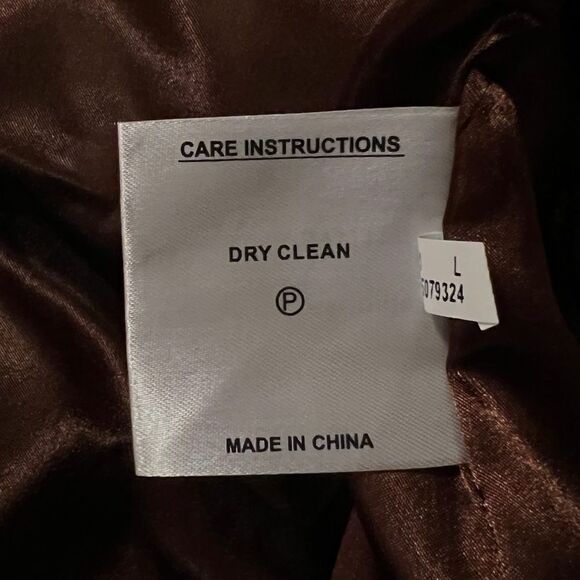 CARE INSTRUCTIONS
DRY CLEAN
P
L
079324
MADE IN CHINA